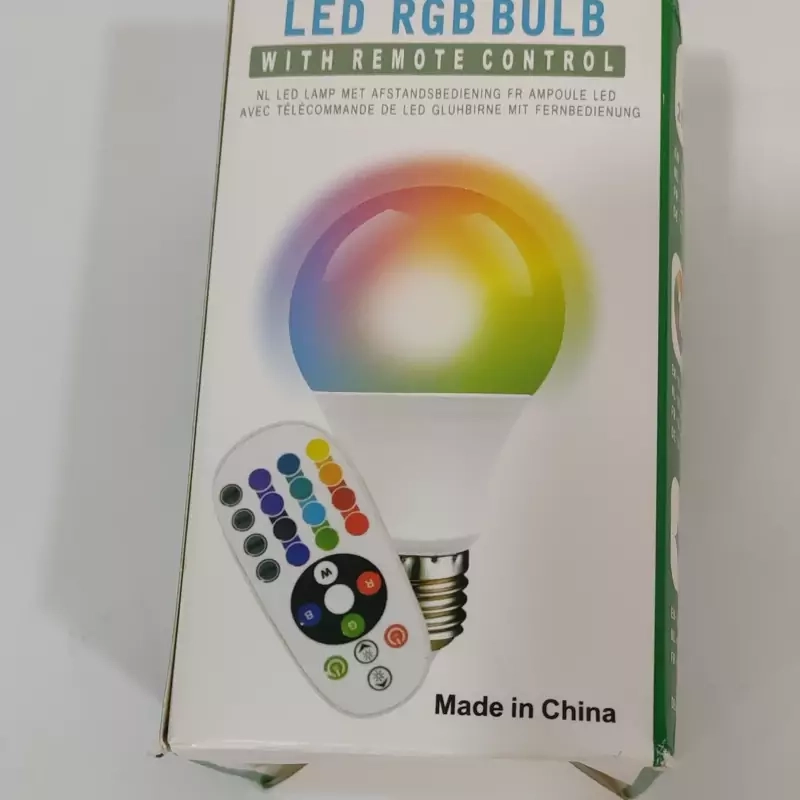 LED RGB BULB
WITH REMOTE CONTROL
NL LED LAMP MET AFSTANDSBEDIENING FR AMPOULE LED
AVEC TÉLÉCOMMANDE DE LED GLUHBIRNE MIT FERNBEDIENUNG
W
R
B
G
Made in China